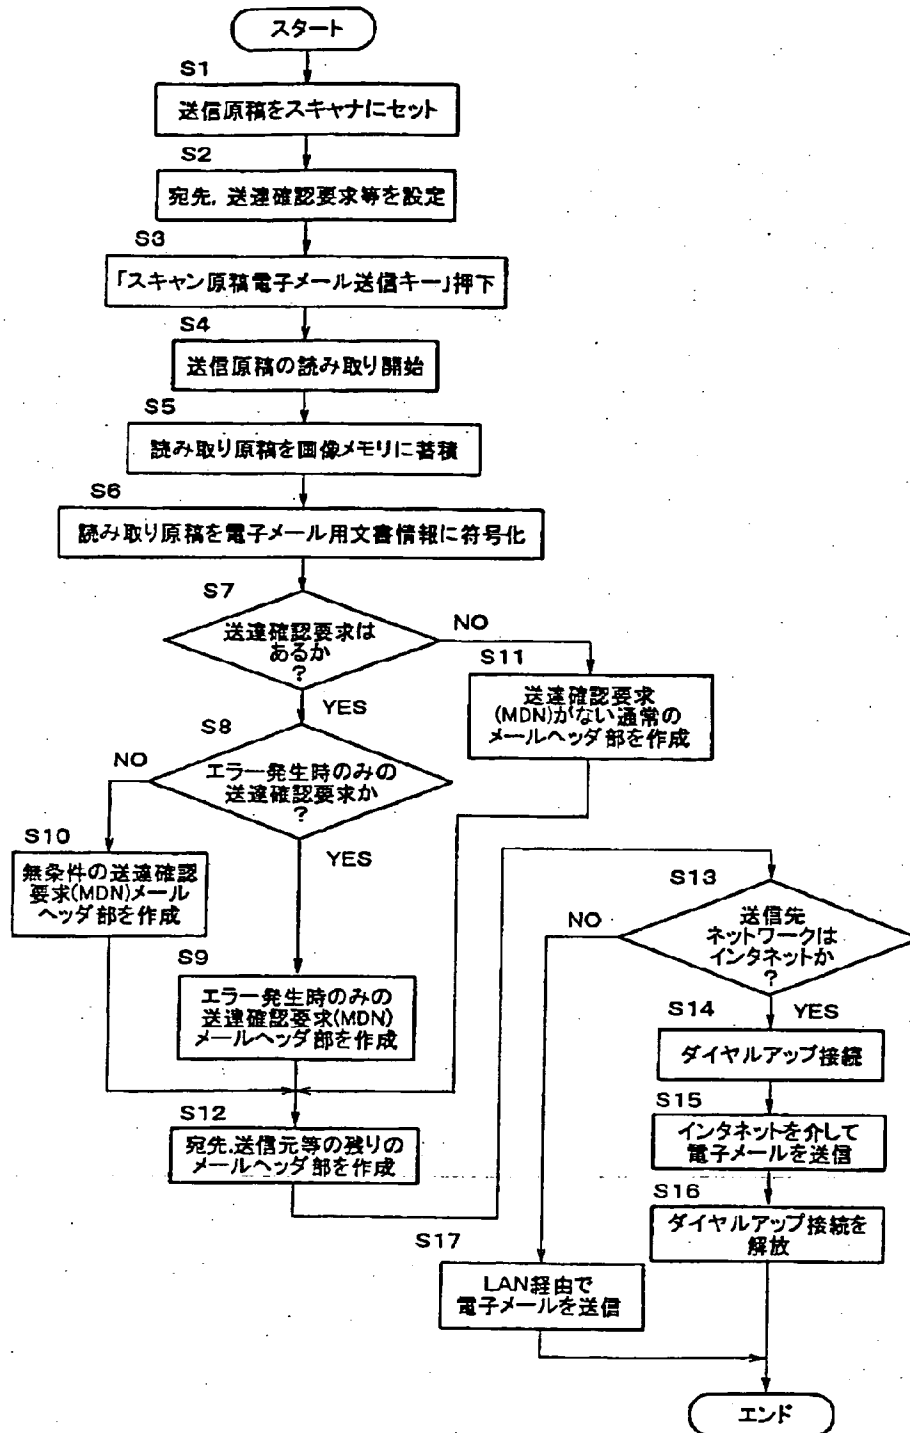 スタート
S1
送信原稿をスキャナにセット
S2
宛先, 送達確認要求等を設定
S3
「スキャン原稿電子メール送信キー」押下
S4
送信原稿の読み取り開始
S5
読み取り原稿を画像メモリに蓄積
S6
読み取り原稿を電子メール用文書情報に符号化
S7
送達確認要求は
あるか
?
NO
YES
S11
送達確認要求
(MDN)がない通常の
メールヘッダ部を作成
S8
エラー発生時のみの
送達確認要求か
?
NO
YES
S10
無条件の送達確認
要求(MDN)メール
ヘッダ部を作成
S9
エラー発生時のみの
送達確認要求(MDN)
メールヘッダ部を作成
S12
宛先,送信元等の残りの
メールヘッダ部を作成
S13
送信先
ネットワークは
インタネットか
?
NO
YES
S14
ダイヤルアップ接続
S15
インタネットを介して
電子メールを送信
S16
ダイヤルアップ接続を
解放
S17
LAN経由で
電子メールを送信
エンド